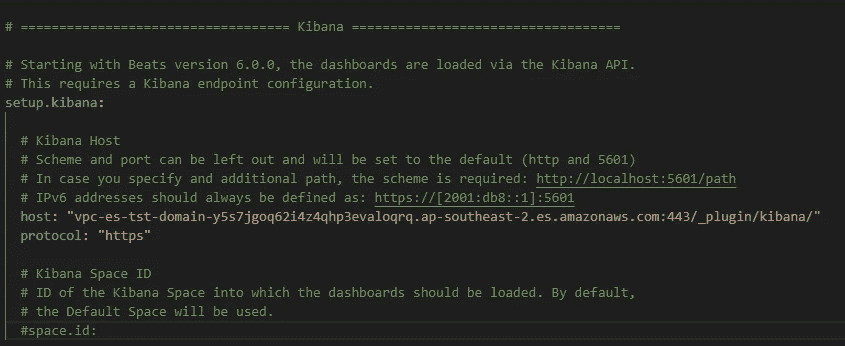 # =================================== Kibana ===================================
# Starting with Beats version 6.0.0, the dashboards are loaded via the Kibana API.
# This requires a Kibana endpoint configuration.
setup.kibana:
# Kibana Host
# Scheme and port can be left out and will be set to the default (http and 5601)
# In case you specify and additional path, the scheme is required: http://localhost:5601/path
# IPv6 addresses should always be defined as: https://[2001:db8::1]:5601
host: "vpc-es-tst-domain-y5s7jgoq62i4z4qhp3evaloqrq.ap-southeast-2.es.amazonaws.com:443/_plugin/kibana/"
protocol: "https"
# Kibana Space ID
# ID of the Kibana Space into which the dashboards should be loaded. By default,
# the Default Space will be used.
#space.id: